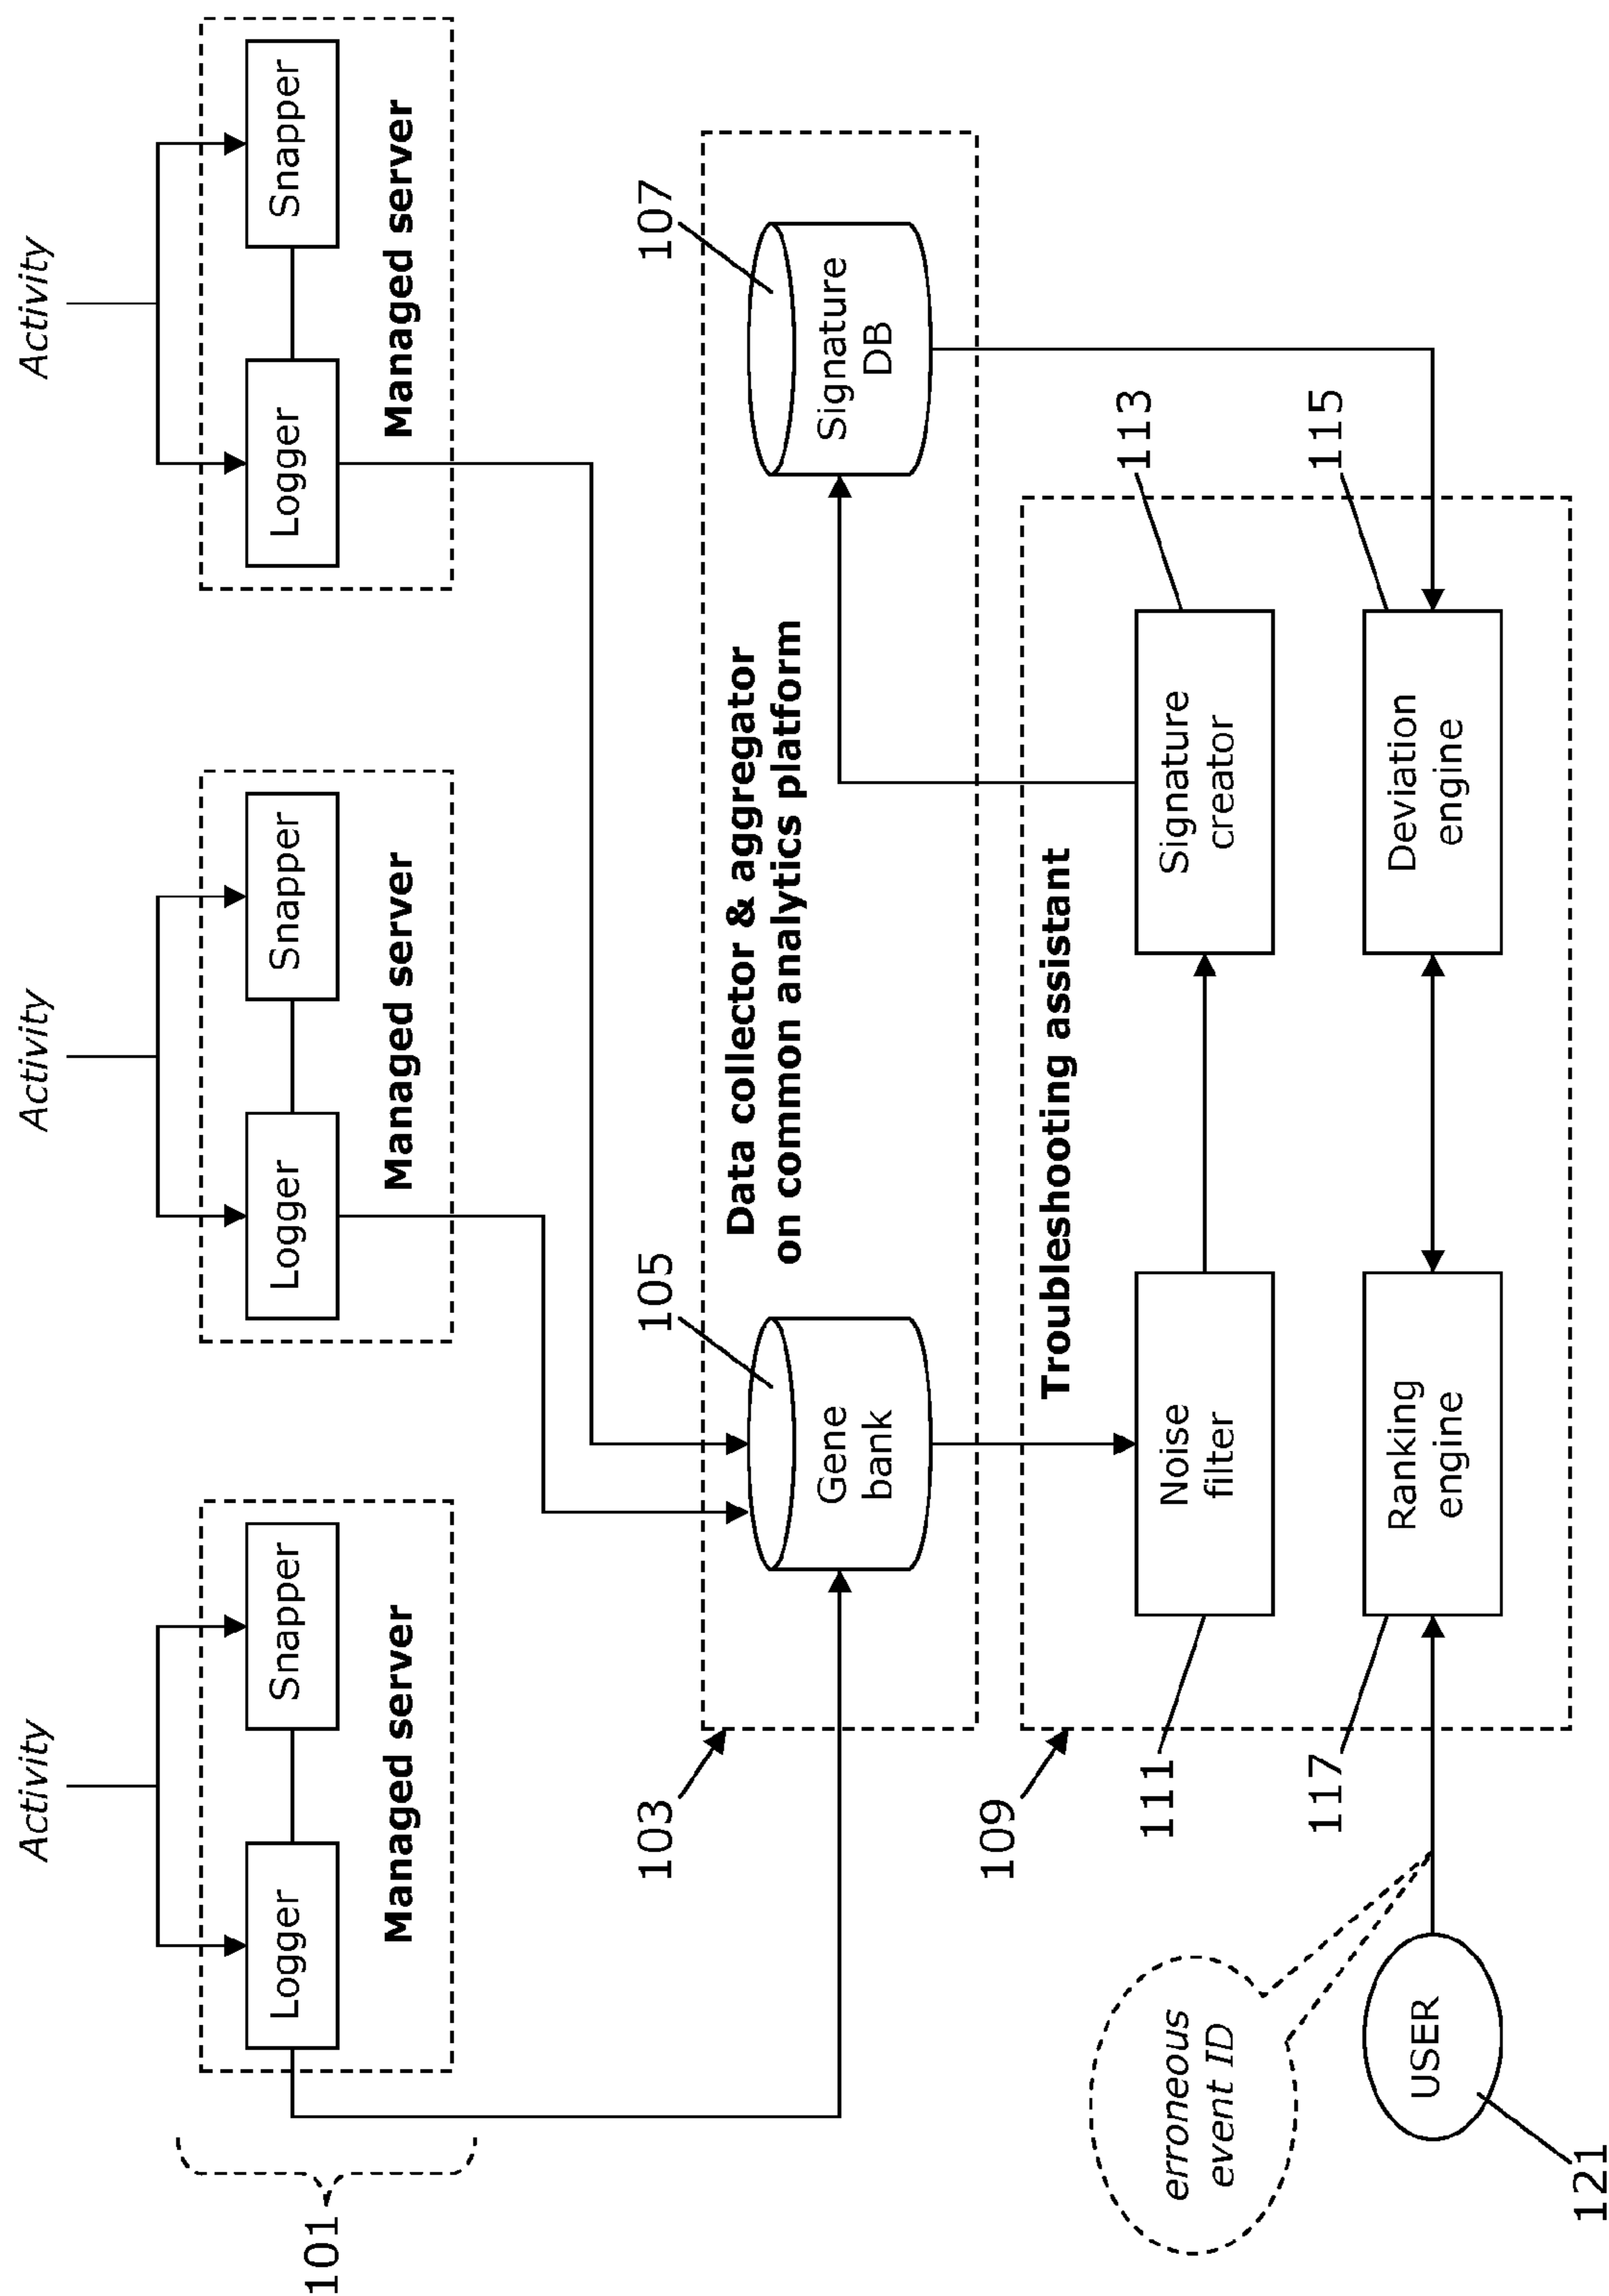 Activity
Activity
Activity
Logger
Snapper
Managed server
Logger
Snapper
Managed server
Logger
Snapper
Managed server
101
103
105
107
Data collector & aggregator
on common analytics platform
Gene
bank
Signature
DB
109
Troubleshooting assistant
111
113
Noise
filter
Signature
creator
117
115
Ranking
engine
Deviation
engine
erroneous
event ID
USER
121